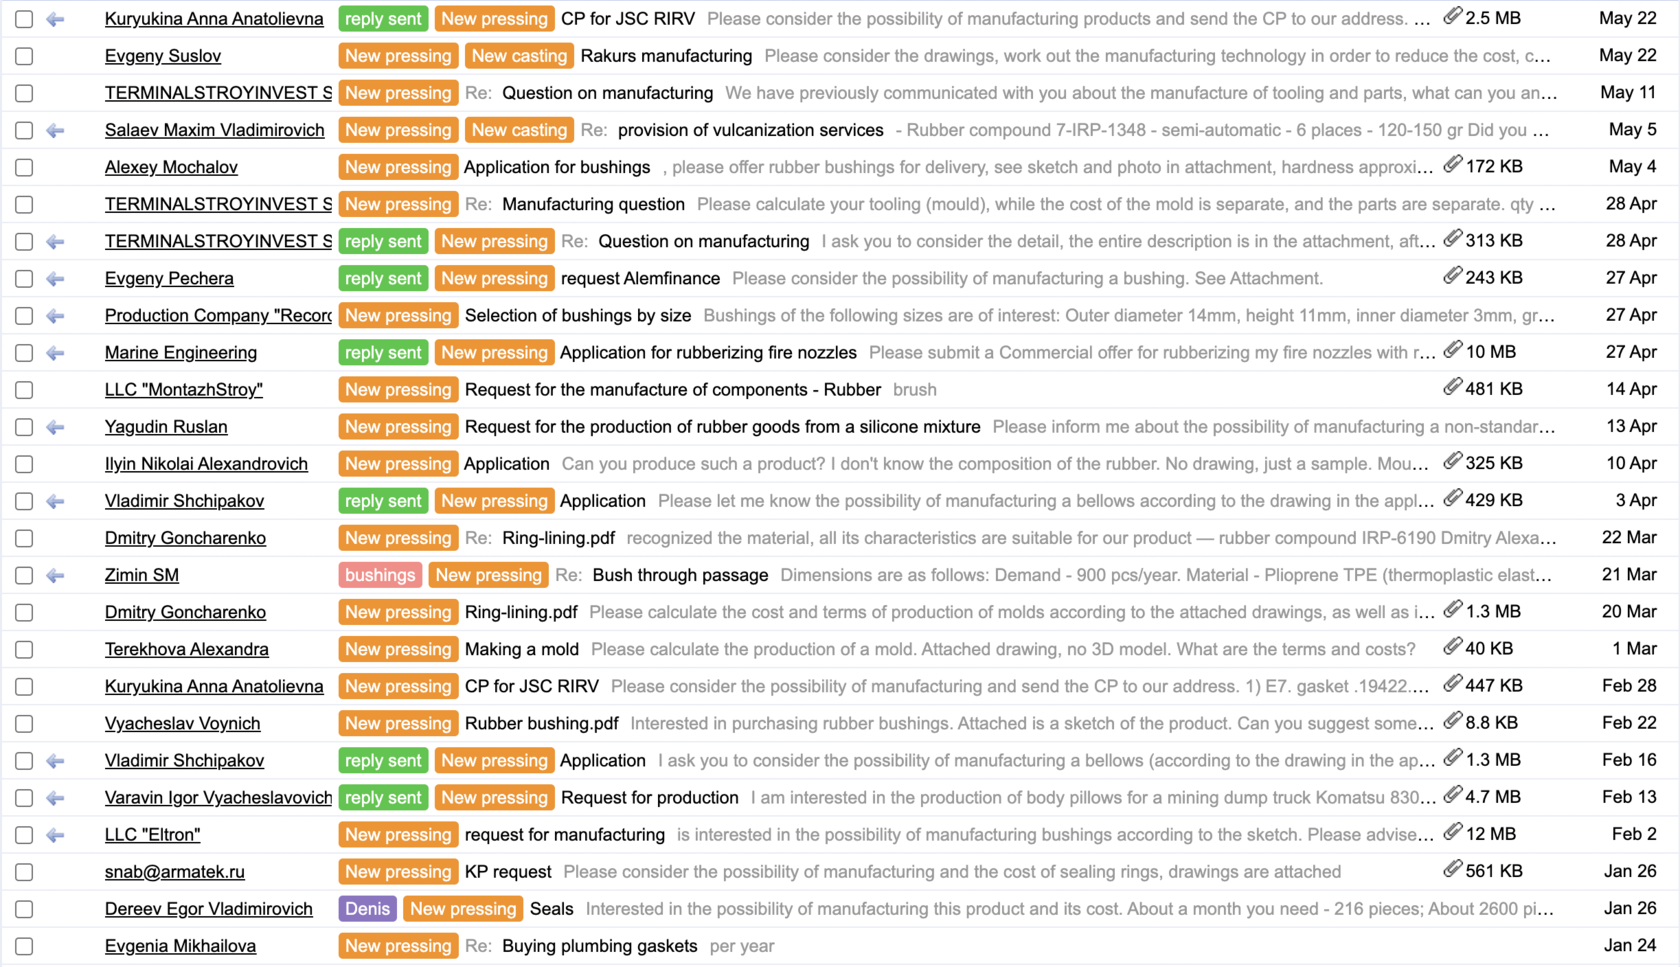 Kuryukina Anna Anatolievna reply sent New pressing CP for JSC RIRV Please consider the possibility of manufacturing products and send the CP to our address. ... 2.5 MB May 22
Evgeny Suslov New pressing New casting Rakurs manufacturing Please consider the drawings, work out the manufacturing technology in order to reduce the cost, c... May 22
TERMINALSTROYINVEST S New pressing Re: Question on manufacturing We have previously communicated with you about the manufacture of tooling and parts, what can you an... May 11
Salaev Maxim Vladimirovich New pressing New casting Re: provision of vulcanization services - Rubber compound 7-IRP-1348 - semi-automatic - 6 places - 120-150 gr Did you ... May 5
Alexey Mochalov New pressing Application for bushings , please offer rubber bushings for delivery, see sketch and photo in attachment, hardness approxi... 172 KB May 4
TERMINALSTROYINVEST S New pressing Re: Manufacturing question Please calculate your tooling (mould), while the cost of the mold is separate, and the parts are separate. qty ... 28 Apr
TERMINALSTROYINVEST S reply sent New pressing Re: Question on manufacturing I ask you to consider the detail, the entire description is in the attachment, aft... 313 KB 28 Apr
Evgeny Pechera reply sent New pressing request Alemfinance Please consider the possibility of manufacturing a bushing. See Attachment. 243 KB 27 Apr
Production Company "Recor New pressing Selection of bushings by size Bushings of the following sizes are of interest: Outer diameter 14mm, height 11mm, inner diameter 3mm, gr... 27 Apr
Marine Engineering reply sent New pressing Application for rubberizing fire nozzles Please submit a Commercial offer for rubberizing my fire nozzles with r... 10 MB 27 Apr
LLC "MontazhStroy" New pressing Request for the manufacture of components - Rubber brush 481 KB 14 Apr
Yagudin Ruslan New pressing Request for the production of rubber goods from a silicone mixture Please inform me about the possibility of manufacturing a non-standar... 13 Apr
Ilyin Nikolai Alexandrovich New pressing Application Can you produce such a product? I don't know the composition of the rubber. No drawing, just a sample. Mou... 325 KB 10 Apr
Vladimir Shchipakov reply sent New pressing Application Please let me know the possibility of manufacturing a bellows according to the drawing in the appl... 429 KB 3 Apr
Dmitry Goncharenko New pressing Re: Ring-lining.pdf recognized the material, all its characteristics are suitable for our product — rubber compound IRP-6190 Dmitry Alexa... 22 Mar
Zimin SM bushings New pressing Re: Bush through passage Dimensions are as follows: Demand - 900 pcs/year. Material - Plioprene TPE (thermoplastic elast... 21 Mar
Dmitry Goncharenko New pressing Ring-lining.pdf Please calculate the cost and terms of production of molds according to the attached drawings, as well as i... 1.3 MB 20 Mar
Terekhova Alexandra New pressing Making a mold Please calculate the production of a mold. Attached drawing, no 3D model. What are the terms and costs? 40 KB 1 Mar
Kuryukina Anna Anatolievna New pressing CP for JSC RIRV Please consider the possibility of manufacturing and send the CP to our address. 1) E7. gasket .19422.... 447 KB Feb 28
Vyacheslav Voynich New pressing Rubber bushing.pdf Interested in purchasing rubber bushings. Attached is a sketch of the product. Can you suggest some... 8.8 KB Feb 22
Vladimir Shchipakov reply sent New pressing Application I ask you to consider the possibility of manufacturing a bellows (according to the drawing in the ap... 1.3 MB Feb 16
Varavin Igor Vyacheslavovich reply sent New pressing Request for production I am interested in the production of body pillows for a mining dump truck Komatsu 830... 4.7 MB Feb 13
LLC "Eltron" New pressing request for manufacturing is interested in the possibility of manufacturing bushings according to the sketch. Please advise... 12 MB Feb 2
snab@armatek.ru New pressing KP request Please consider the possibility of manufacturing and the cost of sealing rings, drawings are attached 561 KB Jan 26
Dereev Egor Vladimirovich Denis New pressing Seals Interested in the possibility of manufacturing this product and its cost. About a month you need - 216 pieces; About 2600 pi... Jan 26
Evgenia Mikhailova New pressing Re: Buying plumbing gaskets per year Jan 24